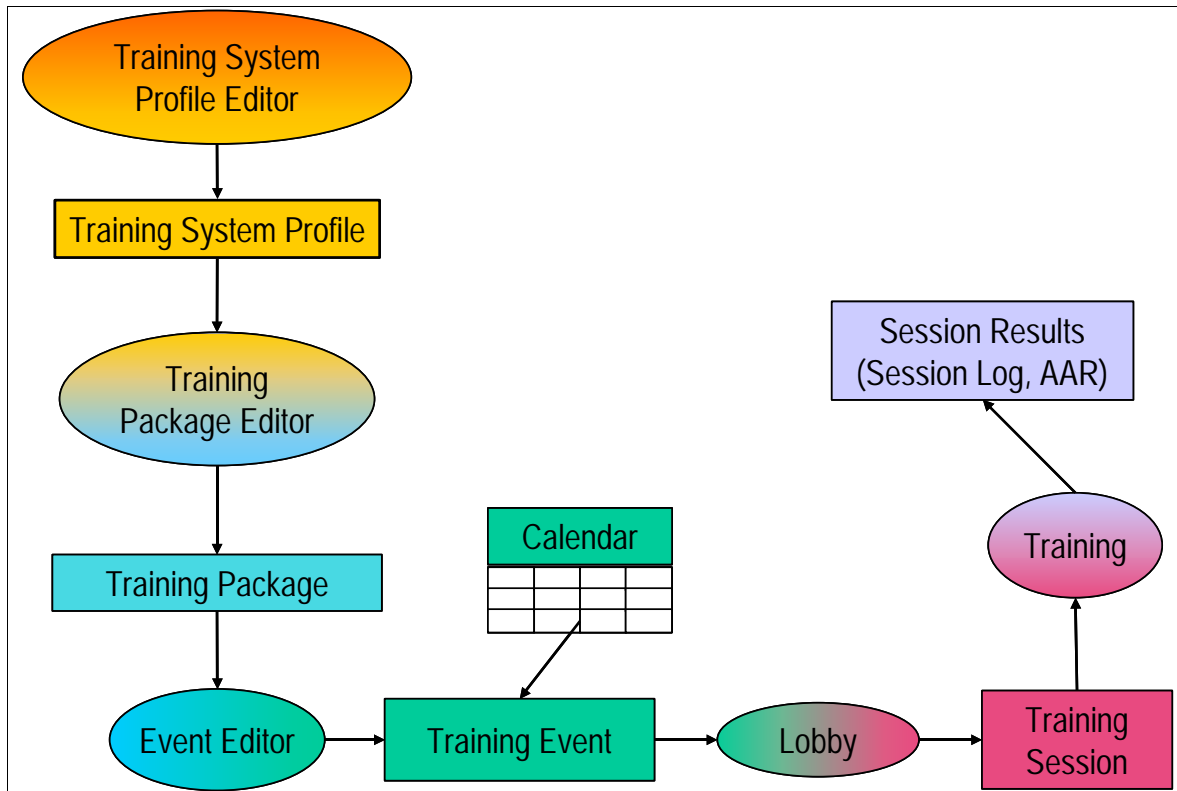 Training System
Profile Editor
Training System Profile
Training
Package Editor
Training Package
Event Editor
Calendar
Training Event
Lobby
Training
Session
Training
Session Results
(Session Log, AAR)